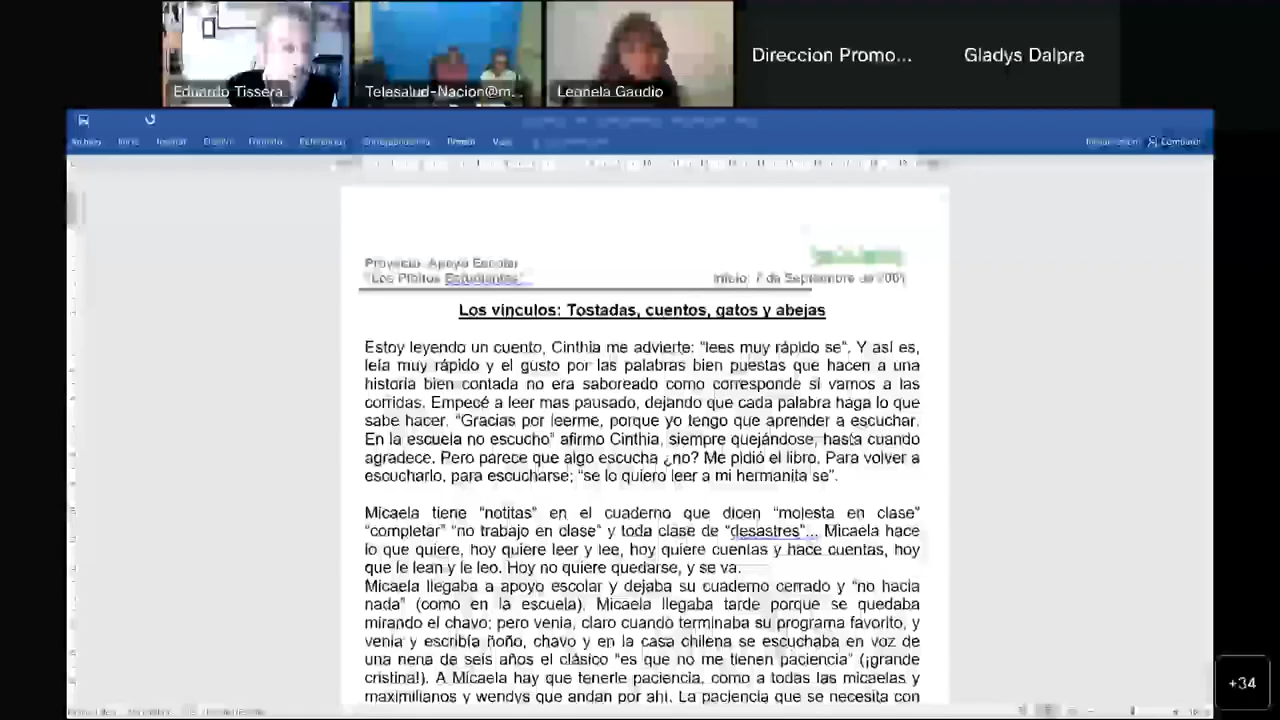 Direccion Promo...
Gladys Dalpra
Eduardo Tissera
Telesalud-Nacion@m...
Leonela Gaudio
Compartir
Proyecto: Apoyo Escolar
"Los Pibitos Estudiantes"
Inicio: 7 de Septiembre de 2001
Los vínculos: Tostadas, cuentos, gatos y abejas
Estoy leyendo un cuento, Cinthia me advierte: "lees muy rápido se". Y así es,
leía muy rápido y el gusto por las palabras bien puestas que hacen a una
historia bien contada no era saboreado como corresponde si vamos a las
corridas. Empecé a leer mas pausado, dejando que cada palabra haga lo que
sabe hacer. "Gracias por leerme, porque yo tengo que aprender a escuchar.
En la escuela no escucho" afirmo Cinthia, siempre quejándose, hasta cuando
agradece. Pero parece que algo escucha ¿no? Me pidió el libro. Para volver a
escucharlo, para escucharse; "se lo quiero leer a mi hermanita se".
Micaela tiene "notitas" en el cuaderno que dicen "molesta en clase"
"completar" "no trabajo en clase" y toda clase de "desastres"... Micaela hace
lo que quiere, hoy quiere leer y lee, hoy quiere cuentas y hace cuentas, hoy
que le lean y le leo. Hoy no quiere quedarse, y se va.
Micaela llegaba a apoyo escolar y dejaba su cuaderno cerrado y "no hacia
nada" (como en la escuela). Micaela llegaba tarde porque se quedaba
mirando el chavo; pero venia, claro cuando terminaba su programa favorito, y
venia y escribía ñoño, chavo y en la casa chilena se escuchaba en voz de
una nena de seis años el clásico "es que no me tienen paciencia" (¡grande
cristina!). A Micaela hay que tenerle paciencia, como a todas las micaelas y
maximilianos y wendys que andan por ahí. La paciencia que se necesita con
+34